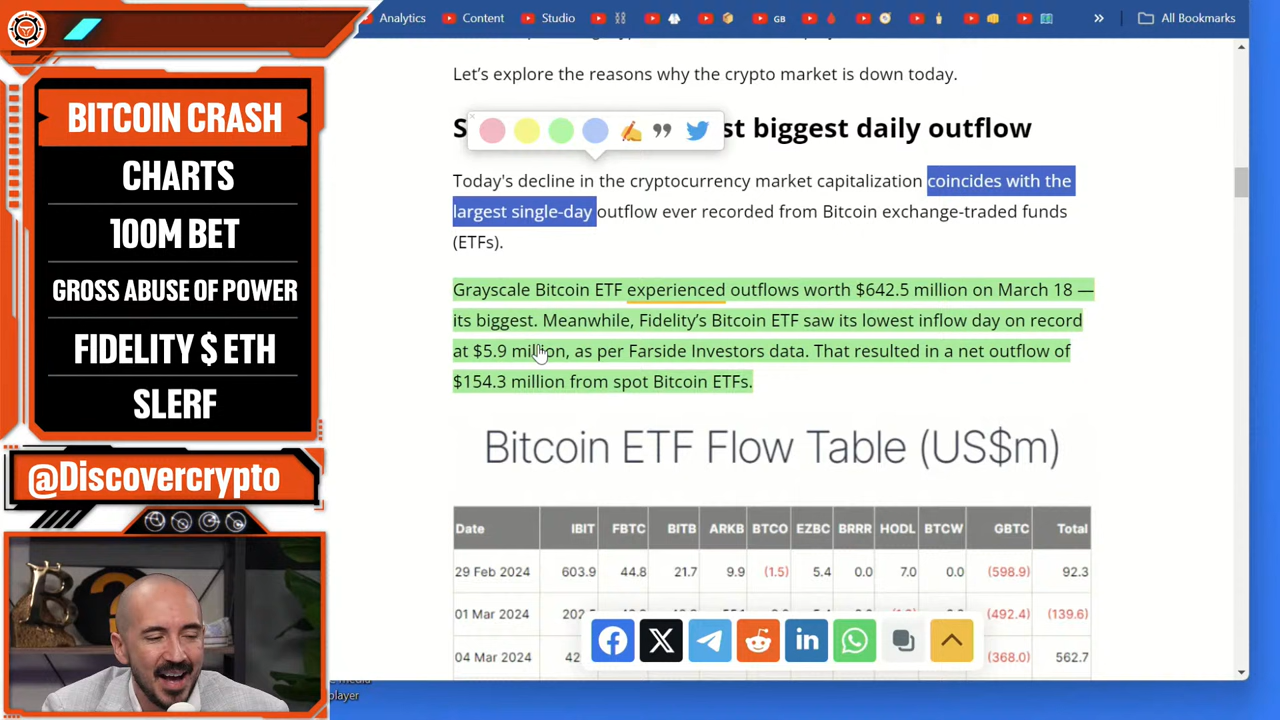 Analytics
Content
Studio
GB
»
All Bookmarks
BITCOIN CRASH
CHARTS
100M BET
GROSS ABUSE OF POWER
FIDELITY $ ETH
SLERF
@Discovercrypto
Let’s explore the reasons why the crypto market is down today.
S
st biggest daily outflow
Today's decline in the cryptocurrency market capitalization coincides with the
largest single-day outflow ever recorded from Bitcoin exchange-traded funds
(ETFs).
Grayscale Bitcoin ETF experienced outflows worth $642.5 million on March 18 —
its biggest. Meanwhile, Fidelity’s Bitcoin ETF saw its lowest inflow day on record
at $5.9 million, as per Farside Investors data. That resulted in a net outflow of
$154.3 million from spot Bitcoin ETFs.
Bitcoin ETF Flow Table (US$m)
Date IBIT FBTC BITB ARKB BTCO EZBC BRRR HODL BTCW GBTC Total
29 Feb 2024 603.9 44.8 21.7 9.9 (1.5) 5.4 0.0 7.0 0.0 (598.9) 92.3
01 Mar 2024 (492.4) (139.6)
04 Mar 2024 (368.0) 562.7
player